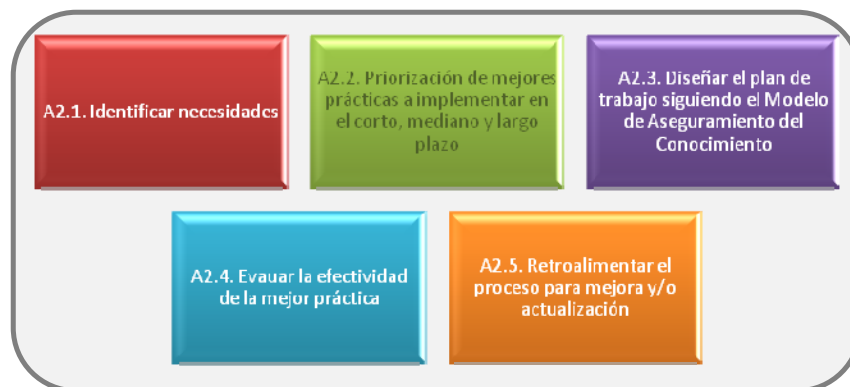 A2.1. Identificar necesidades
A2.2. Priorización de mejores
prácticas a implementar en
el corto, mediano y largo
plazo
A2.3. Diseñar el plan de
trabajo siguiendo el Modelo
de Aseguramiento del
Conocimiento
A2.4. Evauar la efectividad
de la mejor práctica
A2.5. Retroalimentar el
proceso para mejora y/o
actualización